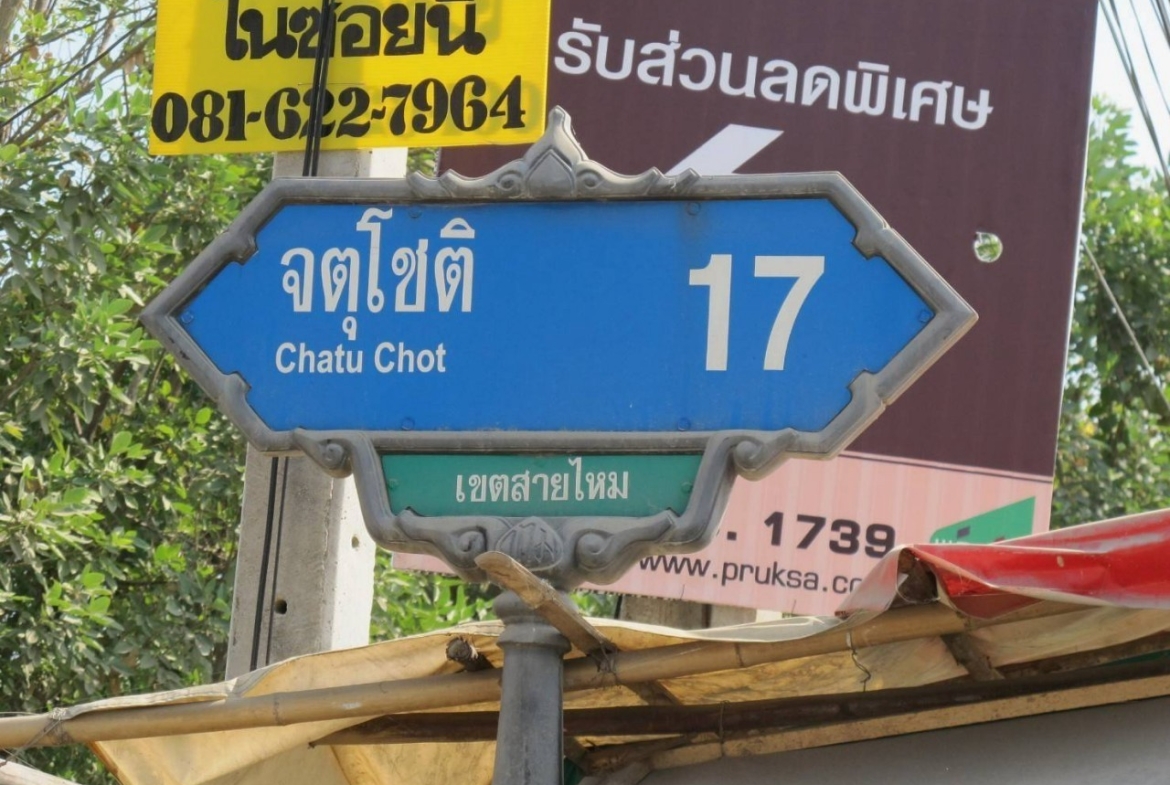 ในซอยนี้
081-622-7964
รับส่วนลดพิเศษ
จตุโชติ 17
Chatu Chot
เขตสายไหม
1739
www.pruksa.co